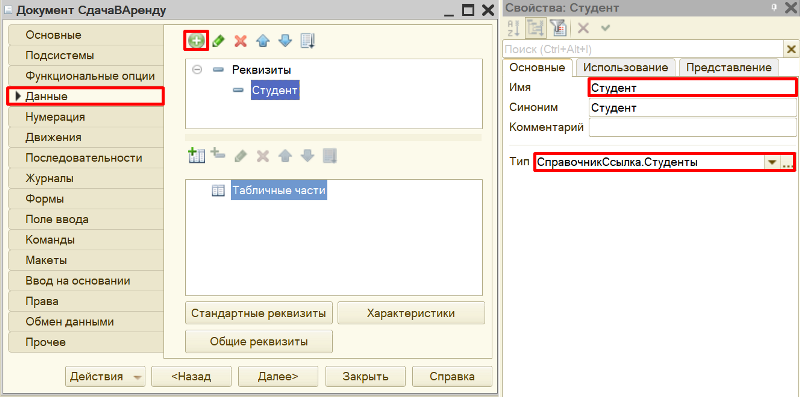 Документ СдачаВАренду
Основные
Подсистемы
Функциональные опции
Данные
Нумерация
Движения
Последовательности
Журналы
Формы
Поле ввода
Команды
Макеты
Ввод на основании
Права
Обмен данными
Прочее
Реквизиты
Студент
Табличные части
Стандартные реквизиты
Характеристики
Общие реквизиты
Действия
<Назад
Далее>
Закрыть
Справка
Свойства: Студент
Поиск (Ctrl+Alt+I)
Основные Использование Представление
Имя Студент
Синоним Студент
Комментарий
Тип СправочникСсылка.Студенты ...